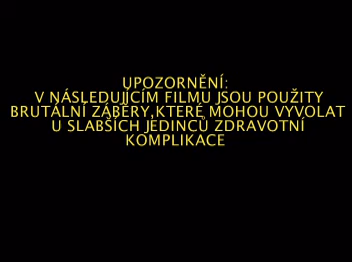 UPOZORNĚNÍ:
V NÁSLEDUJÍCÍM FILMU JSOU POUŽITY
BRUTÁLNÍ ZÁBĚRY,KTERÉ MOHOU VYVOLAT
U SLABŠÍCH JEDINCŮ ZDRAVOTNÍ
KOMPLIKACE